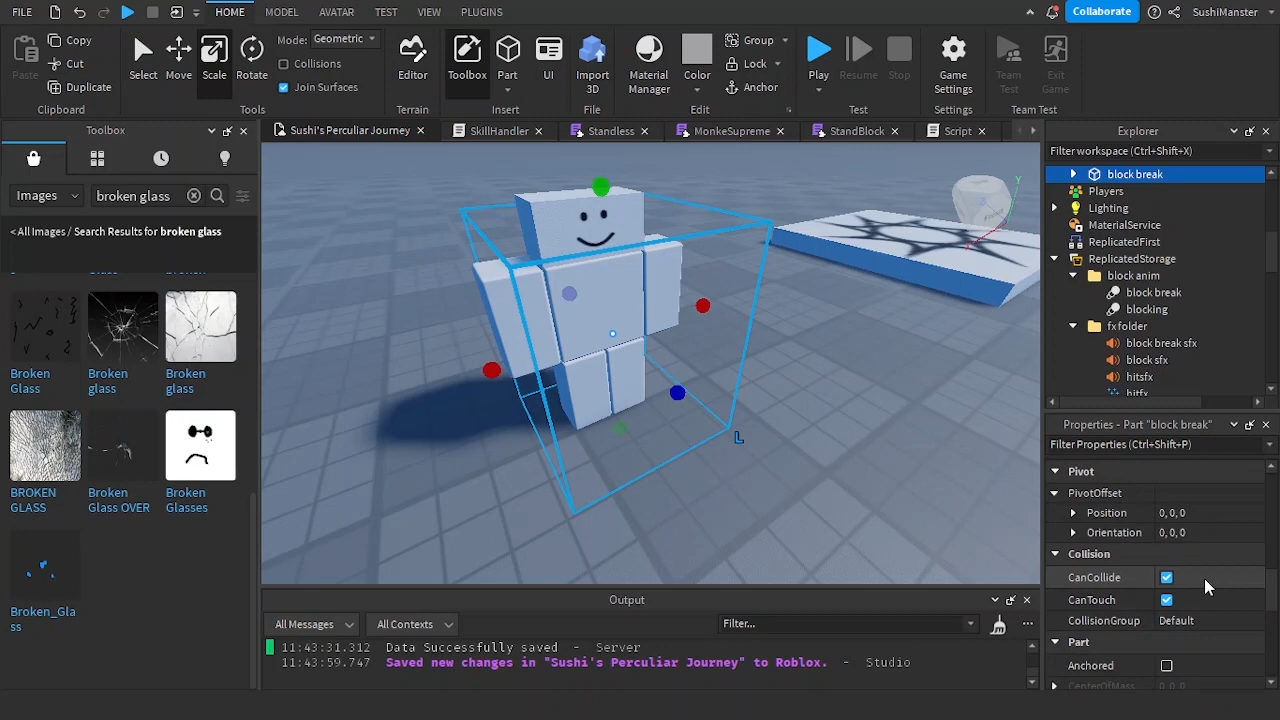 FILE
HOME
MODEL
AVATAR
TEST
VIEW
PLUGINS
Collaborate
SushiManster
Paste
Copy
Cut
Duplicate
Clipboard
Select
Move
Scale
Rotate
Mode:
Geometric
Collisions
Join Surfaces
Tools
Editor
Terrain
Toolbox
Part
UI
Insert
Import
3D
File
Material
Manager
Color
Group
Lock
Anchor
Edit
Play
Resume
Stop
Test
Game
Settings
Settings
Team
Test
Exit
Game
Team Test
Toolbox
Images
broken glass
<All Images / Search Results for broken glass
Broken
Glass
Broken
glass
Broken
glass
BROKEN
GLASS
Broken
Glass OVER
Broken
Glasses
Broken_Gla
ss
Sushi's Perculiar Journey
SkillHandler
Standless
MonkeSupreme
StandBlock
Script
Y
L
Output
All Messages
All Contexts
Filter...
11:43:31.312 Data Successfully saved - Server
11:43:59.747 Saved new changes in "Sushi's Perculiar Journey" to Roblox. - Studio
Explorer
Filter workspace (Ctrl+Shift+X)
block break
Players
Lighting
MaterialService
ReplicatedFirst
ReplicatedStorage
block anim
block break
blocking
fx folder
block break sfx
block sfx
hitsfx
hitfx
Properties - Part "block break"
Filter Properties (Ctrl+Shift+P)
Pivot
PivotOffset
Position 0, 0, 0
Orientation 0, 0, 0
Collision
CanCollide
CanTouch
CollisionGroup Default
Part
Anchored
CenterOfMass 0, 0, 0